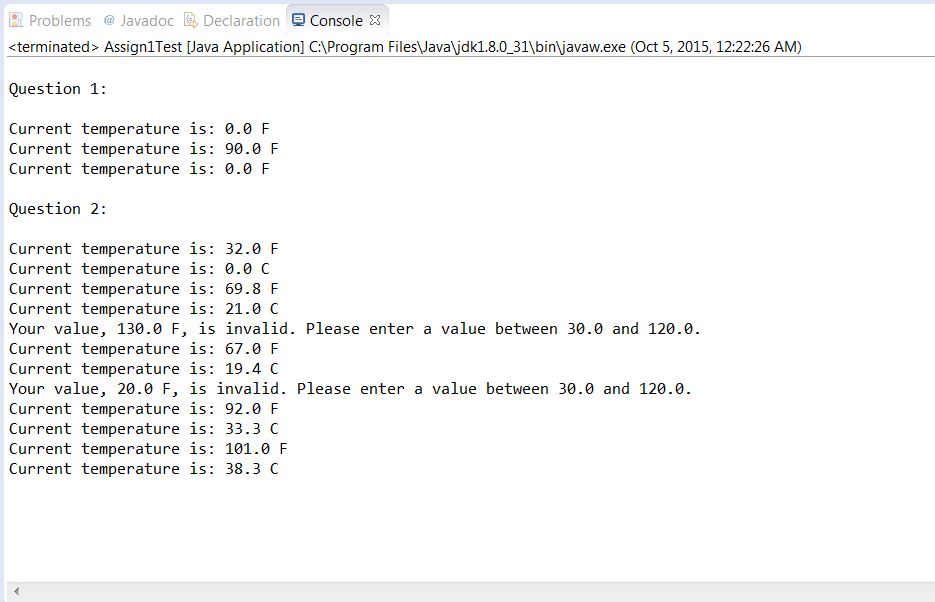 Problems @ Javadoc Declaration Console
<terminated> Assign1Test [Java Application] C:\Program Files\Java\jdk1.8.0_31\bin\javaw.exe (Oct 5, 2015, 12:22:26 AM)
Question 1:
Current temperature is: 0.0 F
Current temperature is: 90.0 F
Current temperature is: 0.0 F
Question 2:
Current temperature is: 32.0 F
Current temperature is: 0.0 C
Current temperature is: 69.8 F
Current temperature is: 21.0 C
Your value, 130.0 F, is invalid. Please enter a value between 30.0 and 120.0.
Current temperature is: 67.0 F
Current temperature is: 19.4 C
Your value, 20.0 F, is invalid. Please enter a value between 30.0 and 120.0.
Current temperature is: 92.0 F
Current temperature is: 33.3 C
Current temperature is: 101.0 F
Current temperature is: 38.3 C